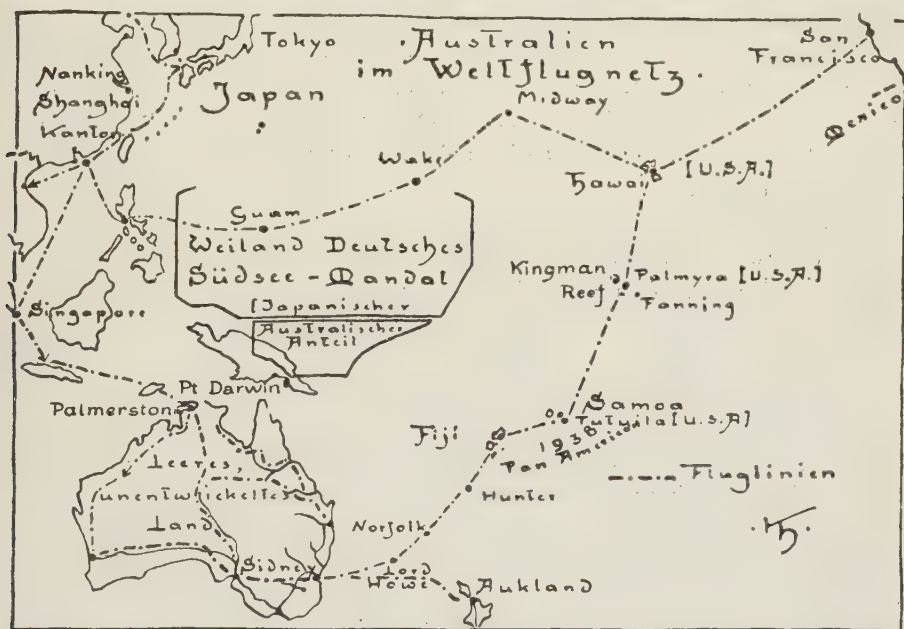 Australien
im Weltflugnetz.
Tokyo
San
Francisco
Nanking
Shanghai
Kanton
Japan
Midway
Mexico
Wake
Hawai [U.S.A.]
Guam
Weiland Deutsches
Südsee-Mandat
[Japanischer
Australischer
Anteil
Kingman
Reef
Palmyra [U.S.A.]
Fanning
Singapore
Pt Darwin
Palmerston
Samoa
Tutuila [U.S.A]
1938
Pan American
Fiji
Fluglinien
Leeres,
unentwickeltes
Land
Hunter
Norfolk
Sidney
Lord
Howe
Aukland